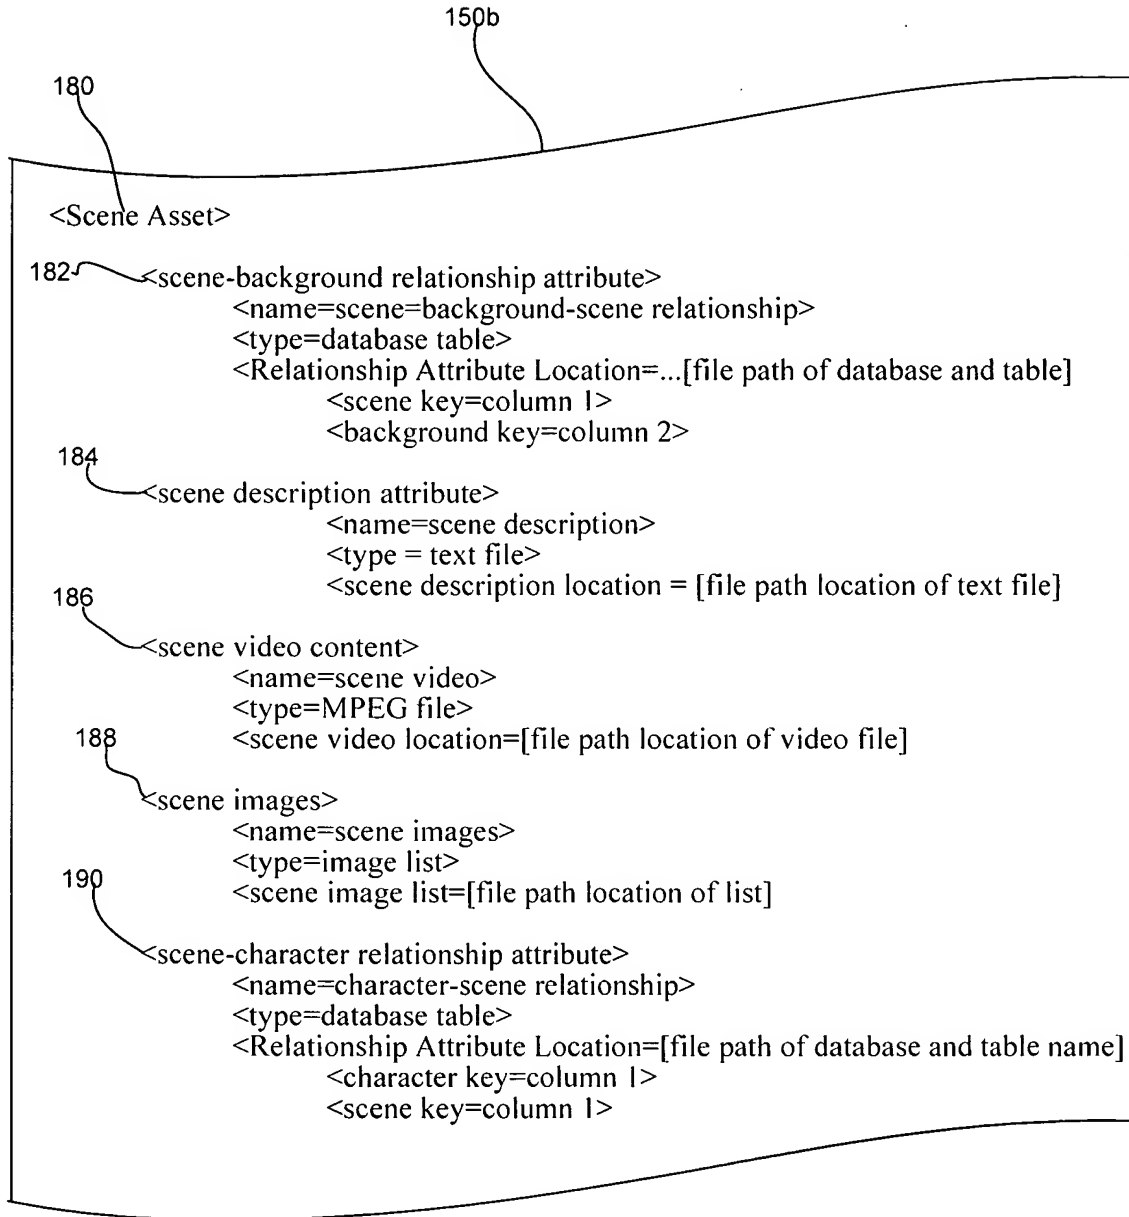 150b
180
<Scene Asset>
182
<scene-background relationship attribute>
<name=scene=background-scene relationship>
<type=database table>
<Relationship Attribute Location=...[file path of database and table]
<scene key=column 1>
<background key=column 2>
184
<scene description attribute>
<name=scene description>
<type = text file>
<scene description location = [file path location of text file]
186
<scene video content>
<name=scene video>
<type=MPEG file>
<scene video location=[file path location of video file]
188
<scene images>
<name=scene images>
<type=image list>
<scene image list=[file path location of list]
190
<scene-character relationship attribute>
<name=character-scene relationship>
<type=database table>
<Relationship Attribute Location=[file path of database and table name]
<character key=column 1>
<scene key=column 1>